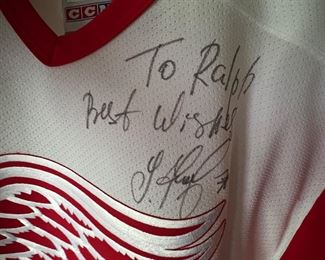 CCM
To Ralph
Best Wishes